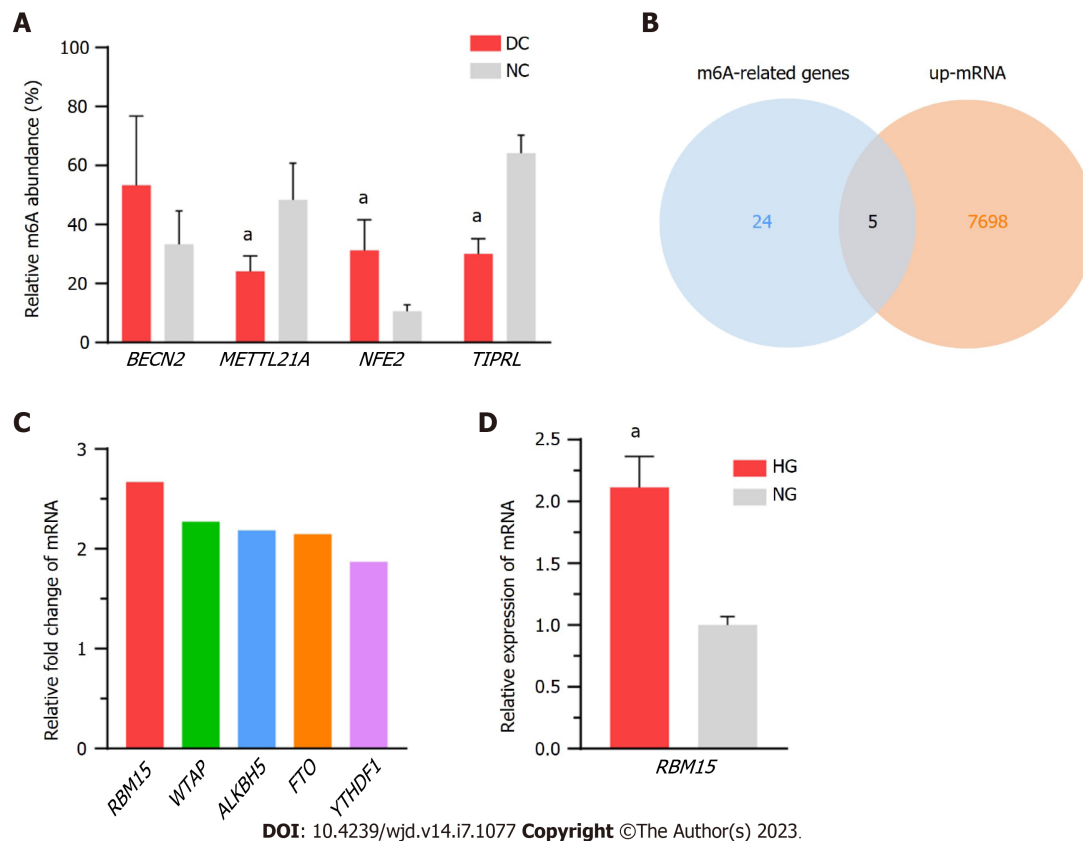 A
DC
NC
Relative m6A abundance (%)
100
80
60
40
20
0
a
a
a
BECN2
METTL21A
NFE2
TIPRL
B
m6A-related genes
up-mRNA
24
5
7698
C
Relative fold change of mRNA
3
2
1
0
RBM15
WTAP
ALKBH5
FTO
YTHDF1
D
Relative expression of mRNA
2.5
2.0
1.5
1.0
0.5
0.0
a
HG
NG
RBM15
DOI: 10.4239/wjd.v14.i7.1077 Copyright ©The Author(s) 2023.